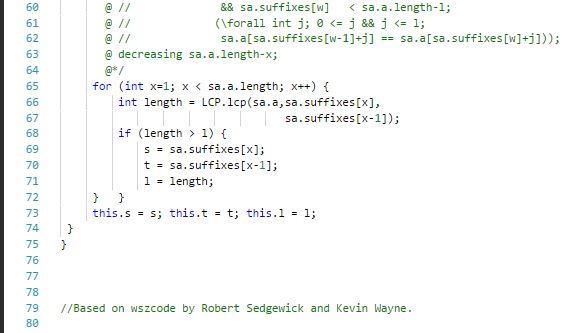 60 @ // && sa.suffixes[w] < sa.a.length-l;
61 @ // (\forall int j; 0 <= j && j <= l;
62 @ // sa.a[sa.suffixes[w-1]+j] == sa.a[sa.suffixes[w]+j]));
63 @ decreasing sa.a.length-x;
64 @*/
65 for (int x=1; x < sa.a.length; x++) {
66 int length = LCP.lcp(sa.a,sa.suffixes[x],
67 sa.suffixes[x-1]);
68 if (length > l) {
69 s = sa.suffixes[x];
70 t = sa.suffixes[x-1];
71 l = length;
72 } }
73 this.s = s; this.t = t; this.l = l;
74 }
75 }
76
77
78
79 //Based on wszcode by Robert Sedgewick and Kevin Wayne.
80